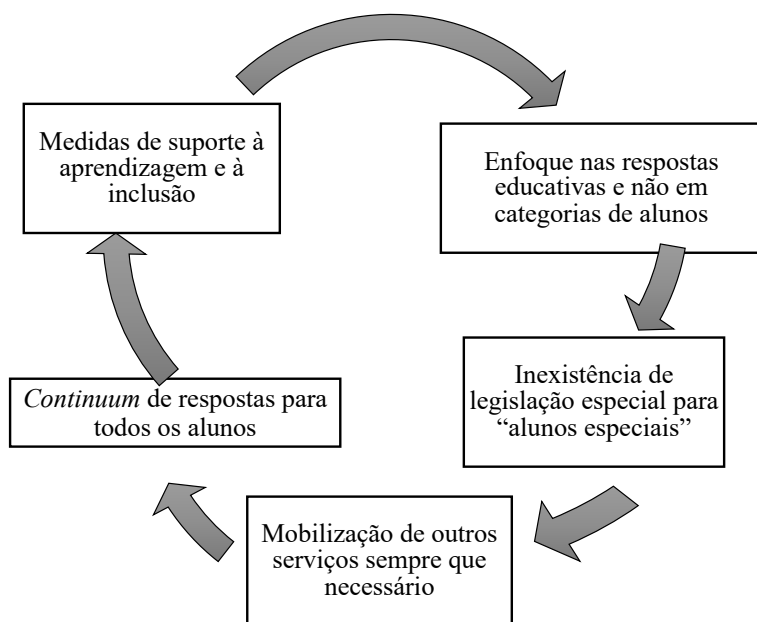 Medidas de suporte à
aprendizagem e à
inclusão
Enfoque nas respostas
educativas e não em
categorias de alunos
Inexistência de
legislação especial para
“alunos especiais”
Mobilização de outros
serviços sempre que
necessário
Continuum de respostas para
todos os alunos